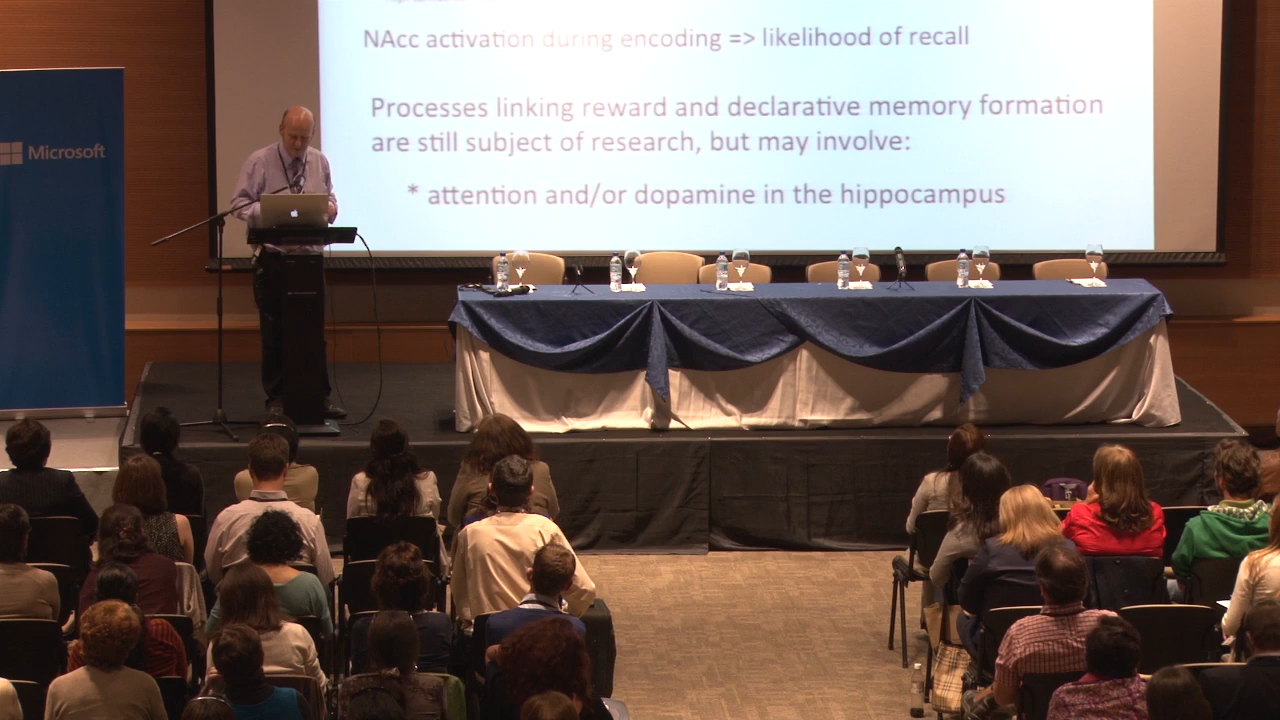 NAcc activation during encoding => likelihood of recall
Processes linking reward and declarative memory formation
are still subject of research, but may involve:
* attention and/or dopamine in the hippocampus
Microsoft